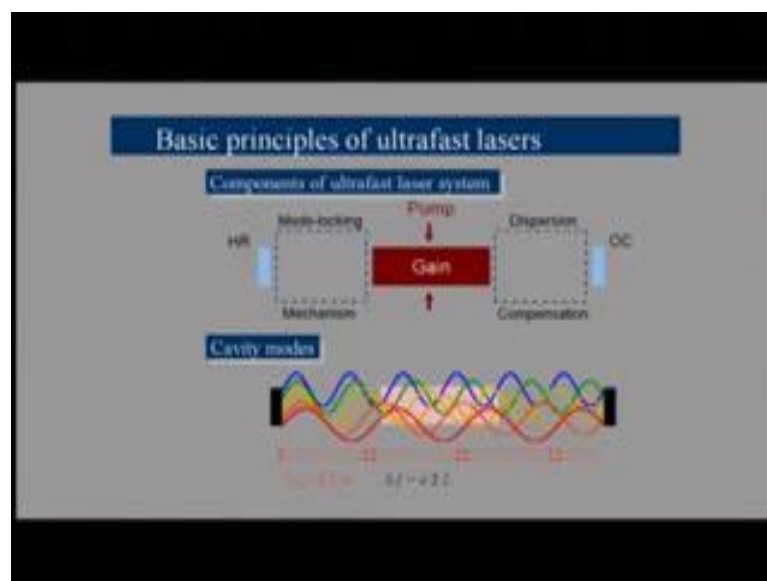 Basic principles of ultrafast lasers
Components of ultrafast laser system
Pump
Mode-locking
Dispersion
HR
OC
Gain
Mechanism
Compensation
Cavity modes